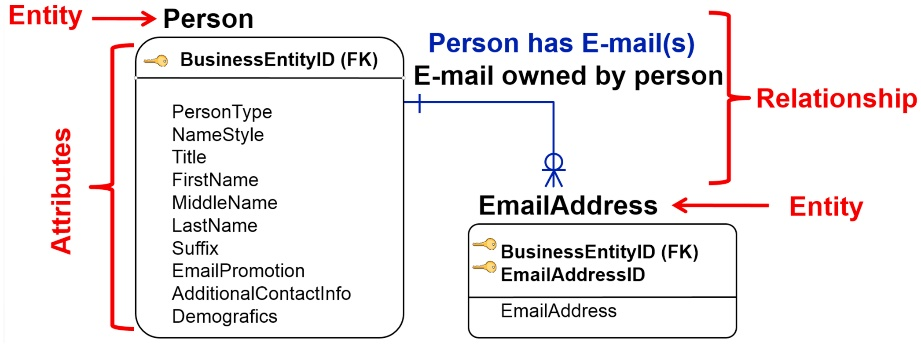 Entity
Person
BusinessEntityID (FK)
PersonType
NameStyle
Title
FirstName
MiddleName
LastName
Suffix
EmailPromotion
AdditionalContactInfo
Demografics
Attributes
Person has E-mail(s)
E-mail owned by person
Relationship
EmailAddress
Entity
BusinessEntityID (FK)
EmailAddressID
EmailAddress